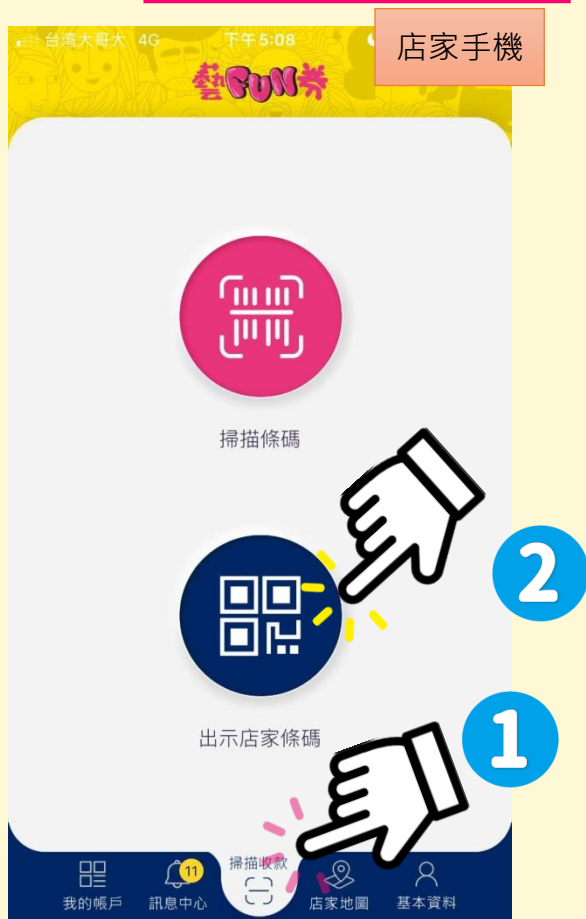 店家手機
台湾大哥大 4G 下午5:08
藝FUN券
掃描條碼
2
出示店家條碼
1
11
掃描收款
我的帳戶 訊息中心 店家地圖 基本資料